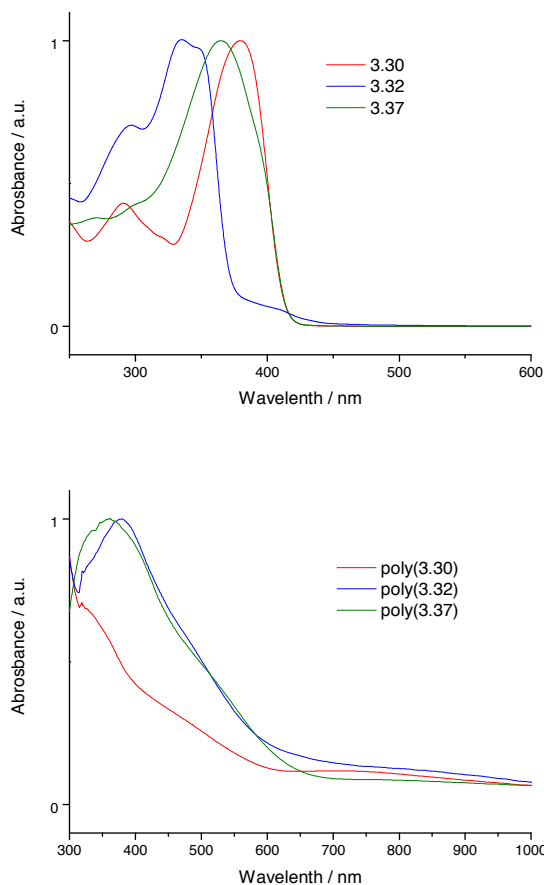 1
3.30
3.32
3.37
Abrosbance / a.u.
0
300
400
500
600
Wavelenth / nm
1
poly(3.30)
poly(3.32)
poly(3.37)
Abrosbance / a.u.
0
300
400
500
600
700
800
900
1000
Wavelenth / nm